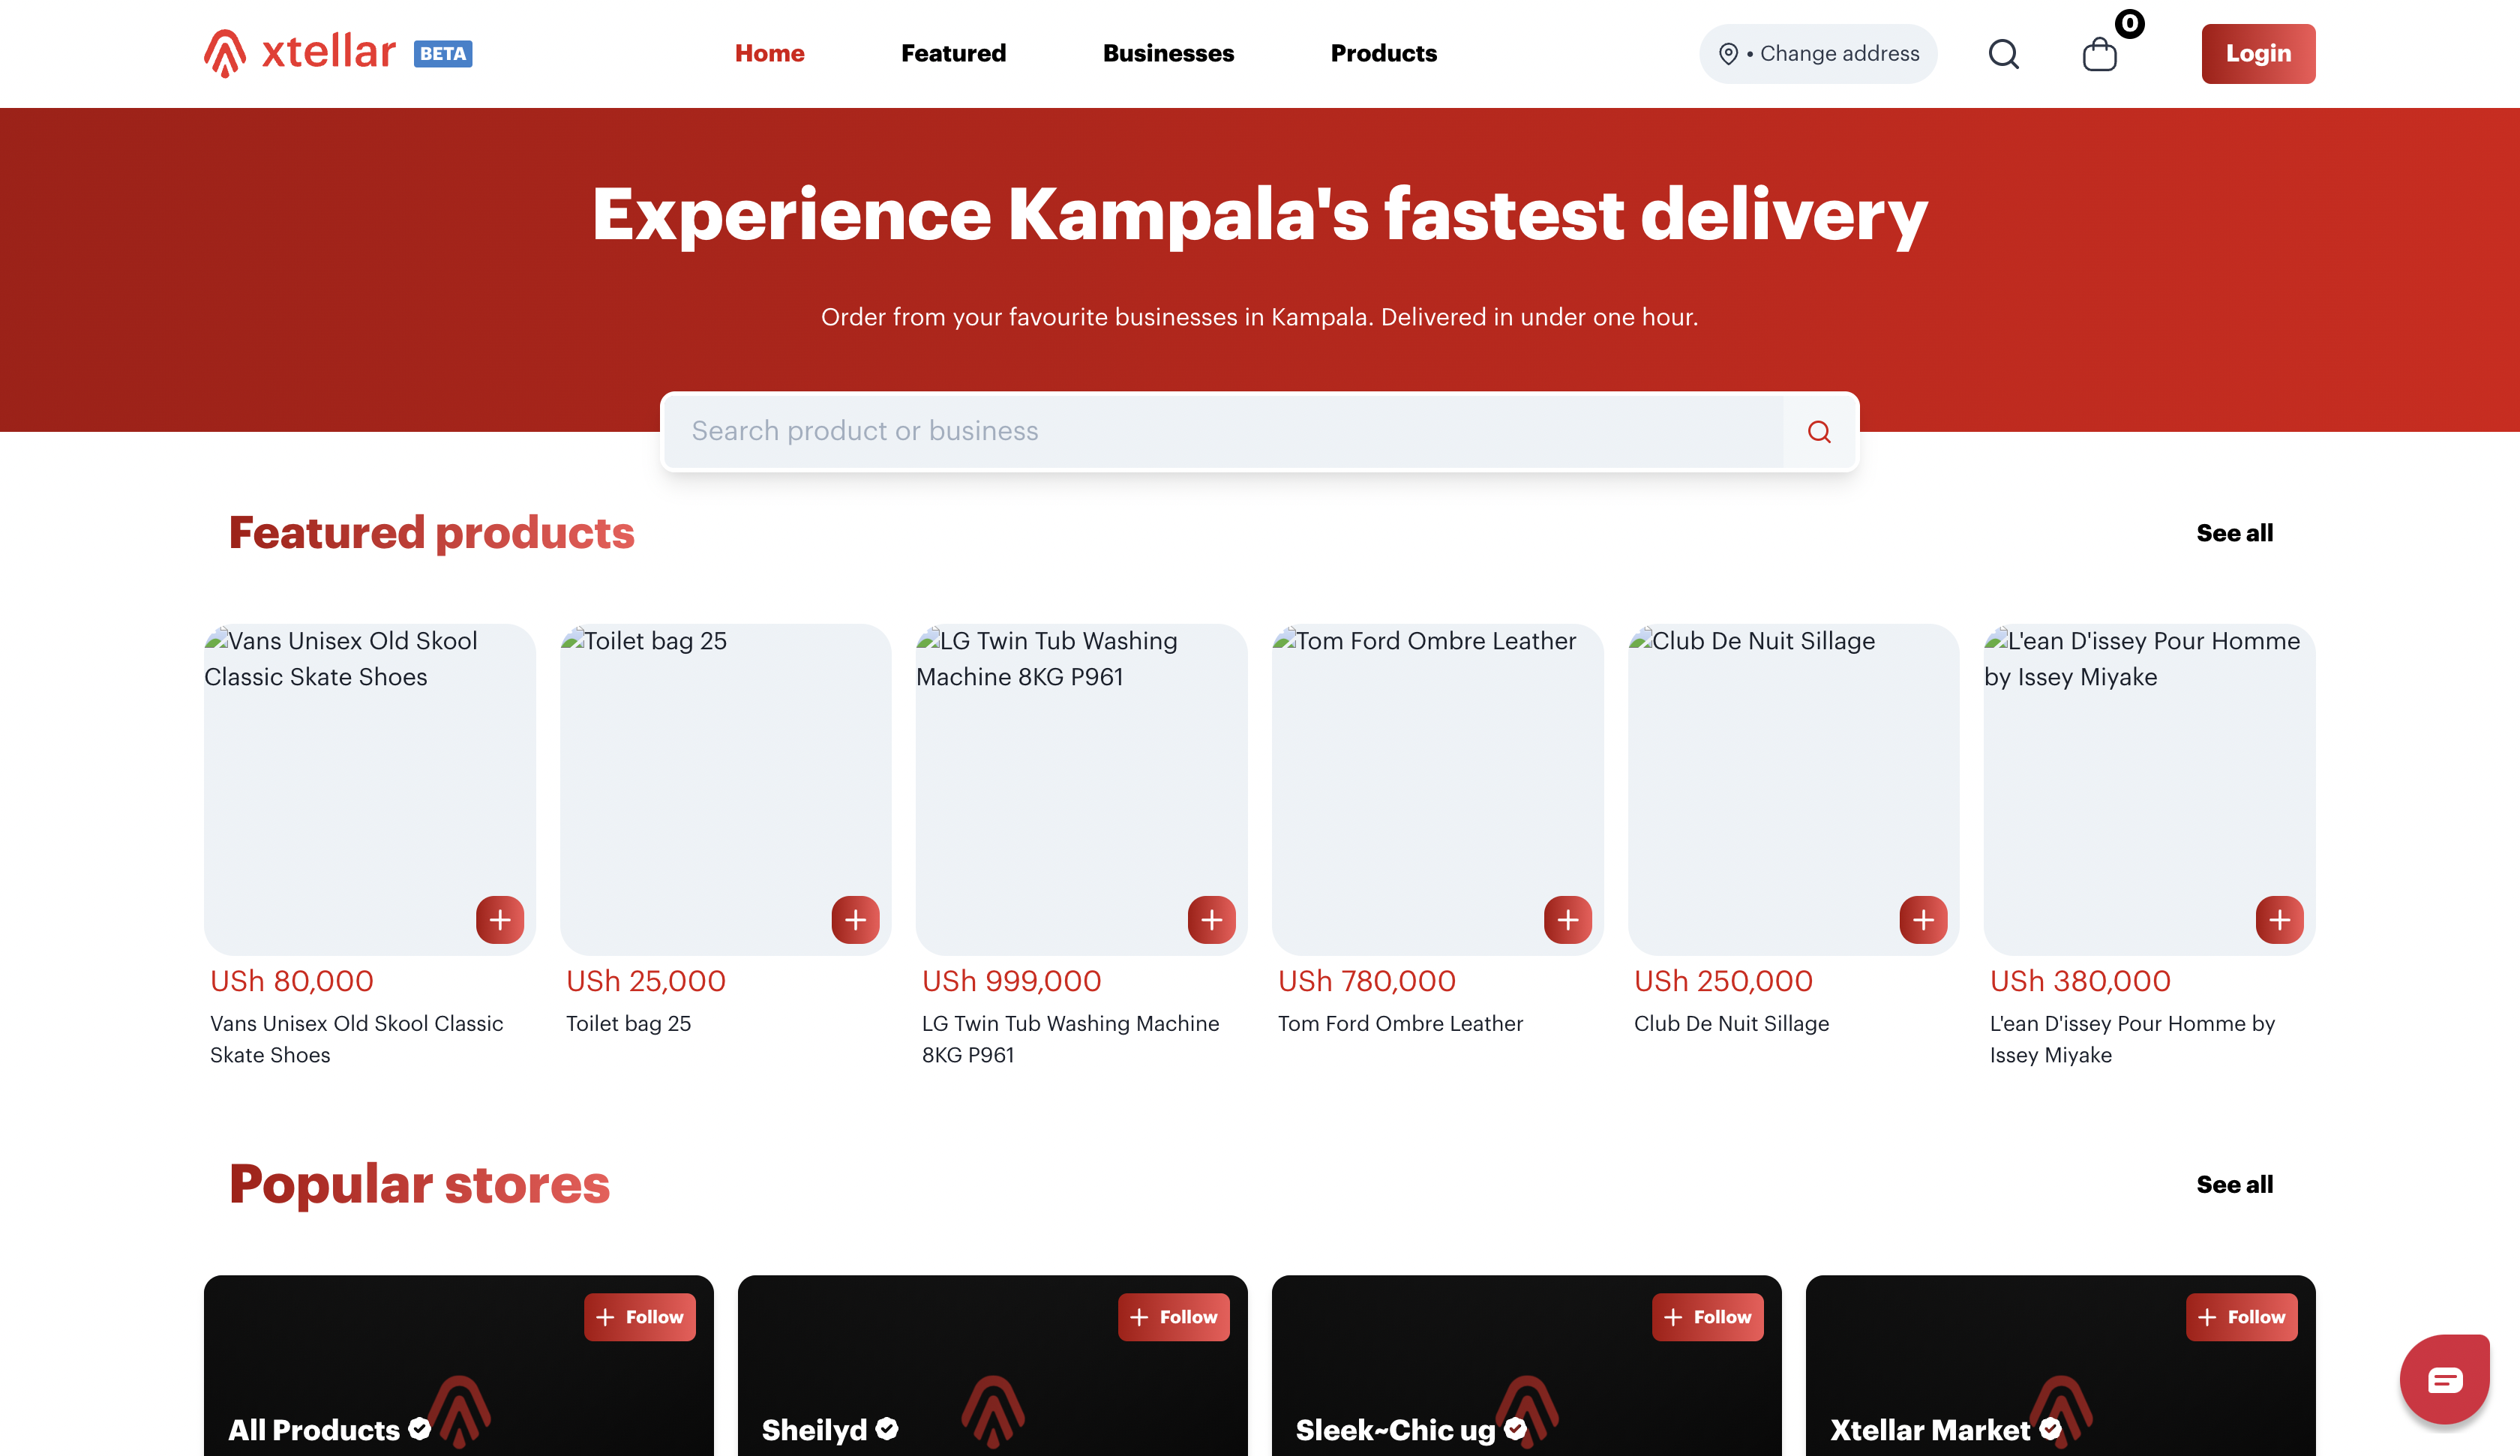 xtellar BETA
Home Featured Businesses Products
• Change address
0
Login
Experience Kampala's fastest delivery
Order from your favourite businesses in Kampala. Delivered in under one hour.
Search product or business
Featured products
See all
Vans Unisex Old Skool
Classic Skate Shoes
Toilet bag 25
LG Twin Tub Washing
Machine 8KG P961
Tom Ford Ombre Leather
Club De Nuit Sillage
L'ean D'issey Pour Homme
by Issey Miyake
USh 80,000
Vans Unisex Old Skool Classic
Skate Shoes
USh 25,000
Toilet bag 25
USh 999,000
LG Twin Tub Washing Machine
8KG P961
USh 780,000
Tom Ford Ombre Leather
USh 250,000
Club De Nuit Sillage
USh 380,000
L'ean D'issey Pour Homme by
Issey Miyake
Popular stores
See all
Follow
All Products
Follow
Sheilyd
Follow
Sleek~Chic ug
Follow
Xtellar Market